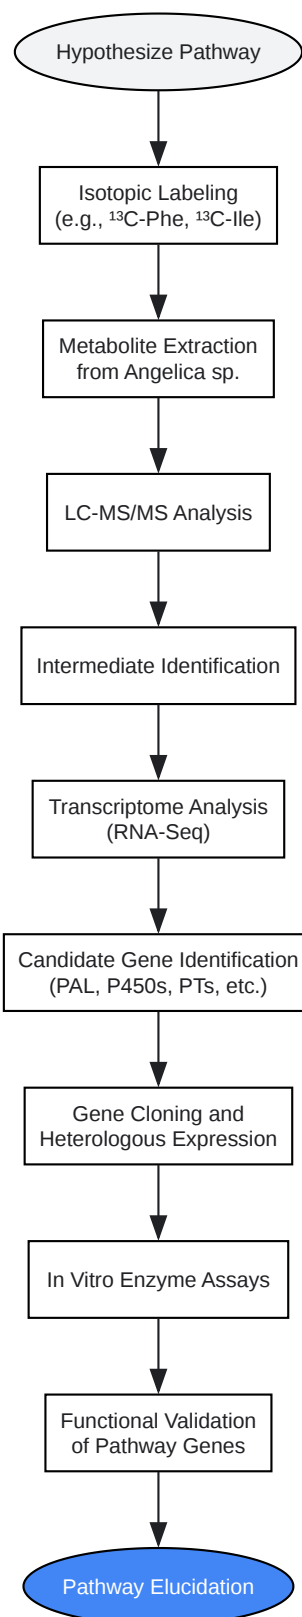 Hypothesize Pathway
Isotopic Labeling
(e.g., ¹³C-Phe, ¹³C-Ile)
Metabolite Extraction
from Angelica sp.
LC-MS/MS Analysis
Intermediate Identification
Transcriptome Analysis
(RNA-Seq)
Candidate Gene Identification
(PAL, P450s, PTs, etc.)
Gene Cloning and
Heterologous Expression
In Vitro Enzyme Assays
Functional Validation
of Pathway Genes
Pathway Elucidation